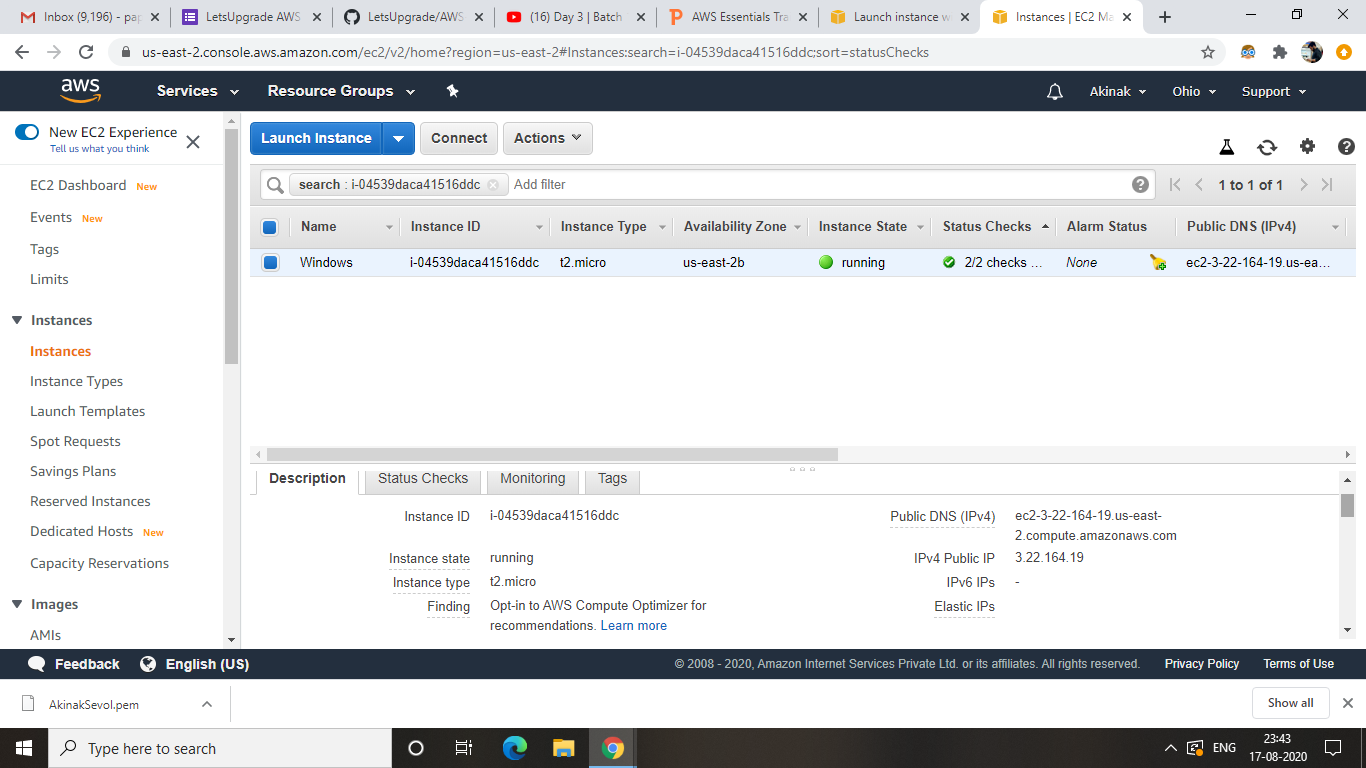 Inbox (9,196) - pap
LetsUpgrade AWS
LetsUpgrade/AWS
(16) Day 3 | Batch
AWS Essentials Tra
Launch instance w
Instances | EC2 Ma
us-east-2.console.aws.amazon.com/ec2/v2/home?region=us-east-2#Instances:search=i-04539daca41516ddc;sort=statusChecks
aws
Services
Resource Groups
Akinak
Ohio
Support
New EC2 Experience
Tell us what you think
EC2 Dashboard New
Events New
Tags
Limits
Instances
Instances
Instance Types
Launch Templates
Spot Requests
Savings Plans
Reserved Instances
Dedicated Hosts New
Capacity Reservations
Images
AMIs
Launch Instance
Connect
Actions
search : i-04539daca41516ddc
Add filter
1 to 1 of 1
Name Instance ID Instance Type Availability Zone Instance State Status Checks Alarm Status Public DNS (IPv4)
Windows i-04539daca41516ddc t2.micro us-east-2b running 2/2 checks ... None ec2-3-22-164-19.us-ea...
Description
Status Checks
Monitoring
Tags
Instance ID i-04539daca41516ddc
Instance state running
Instance type t2.micro
Finding Opt-in to AWS Compute Optimizer for
recommendations. Learn more
Public DNS (IPv4) ec2-3-22-164-19.us-east-
2.compute.amazonaws.com
IPv4 Public IP 3.22.164.19
IPv6 IPs -
Elastic IPs
Feedback
English (US)
© 2008 - 2020, Amazon Internet Services Private Ltd. or its affiliates. All rights reserved.
Privacy Policy
Terms of Use
AkinakSevol.pem
Show all
Type here to search
ENG
23:43
17-08-2020